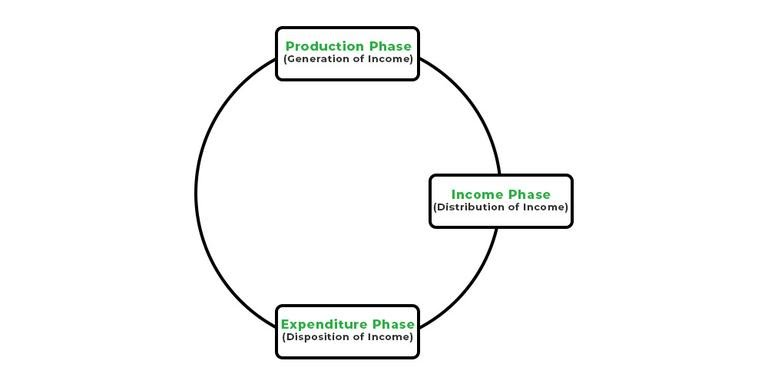 Production Phase
(Generation of Income)
Income Phase
(Distribution of Income)
Expenditure Phase
(Disposition of Income)